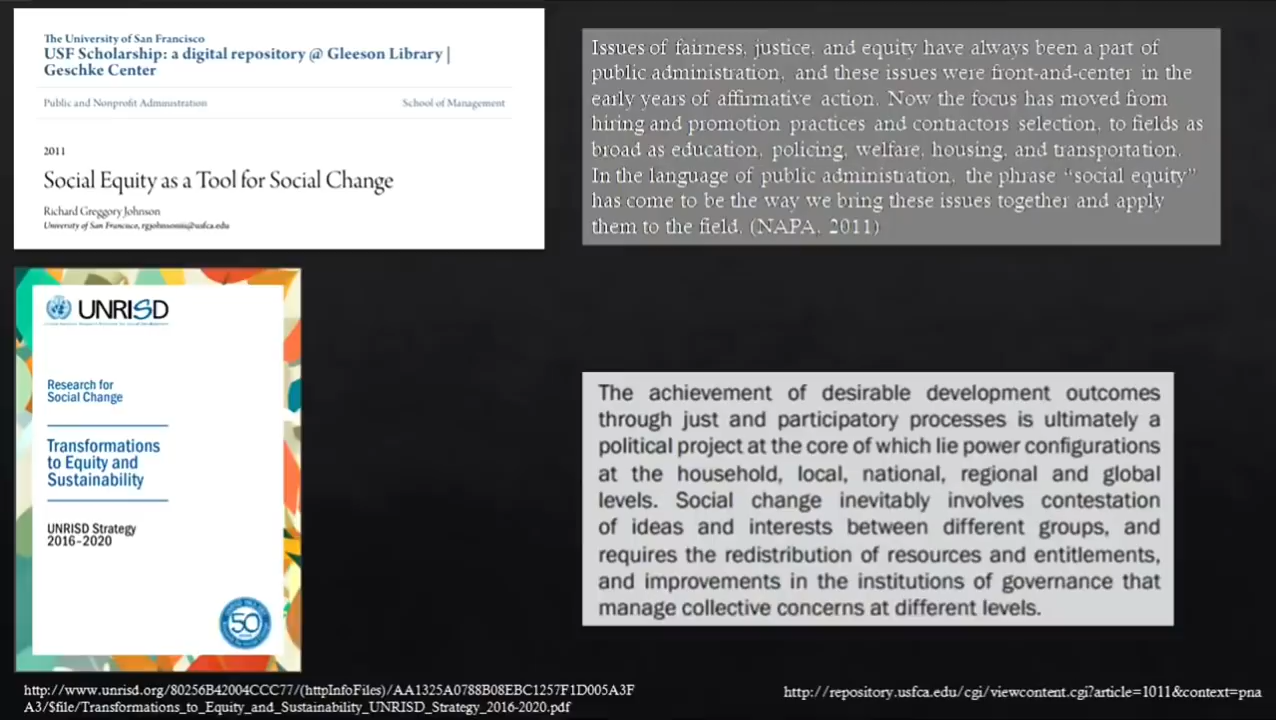 The University of San Francisco
USF Scholarship: a digital repository @ Gleeson Library |
Geschke Center
Public and Nonprofit Administration
School of Management
2011
Social Equity as a Tool for Social Change
Richard Greggory Johnson
University of San Francisco, rgjohnsoniii@usfca.edu
Issues of fairness, justice, and equity have always been a part of
public administration, and these issues were front-and-center in the
early years of affirmative action. Now the focus has moved from
hiring and promotion practices and contractors selection, to fields as
broad as education, policing, welfare, housing, and transportation.
In the language of public administration, the phrase “social equity”
has come to be the way we bring these issues together and apply
them to the field. (NAPA, 2011)
UNRISD
Research for
Social Change
Transformations
to Equity and
Sustainability
UNRISD Strategy
2016-2020
50
The achievement of desirable development outcomes
through just and participatory processes is ultimately a
political project at the core of which lie power configurations
at the household, local, national, regional and global
levels. Social change inevitably involves contestation
of ideas and interests between different groups, and
requires the redistribution of resources and entitlements,
and improvements in the institutions of governance that
manage collective concerns at different levels.
http://www.unrisd.org/80256B42004CCC77/(httpInfoFiles)/AA1325A0788B08EBC1257F1D005A3F
A3/$file/Transformations_to_Equity_and_Sustainability_UNRISD_Strategy_2016-2020.pdf
http://repository.usfca.edu/cgi/viewcontent.cgi?article=1011&context=pna